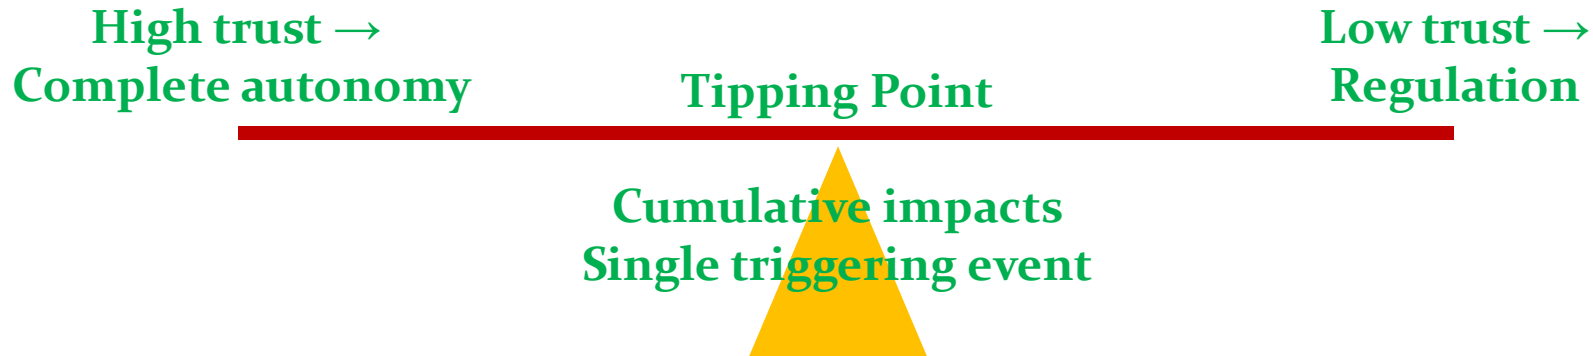 High trust →
Complete autonomy
Tipping Point
Low trust →
Regulation
Cumulative impacts
Single triggering event